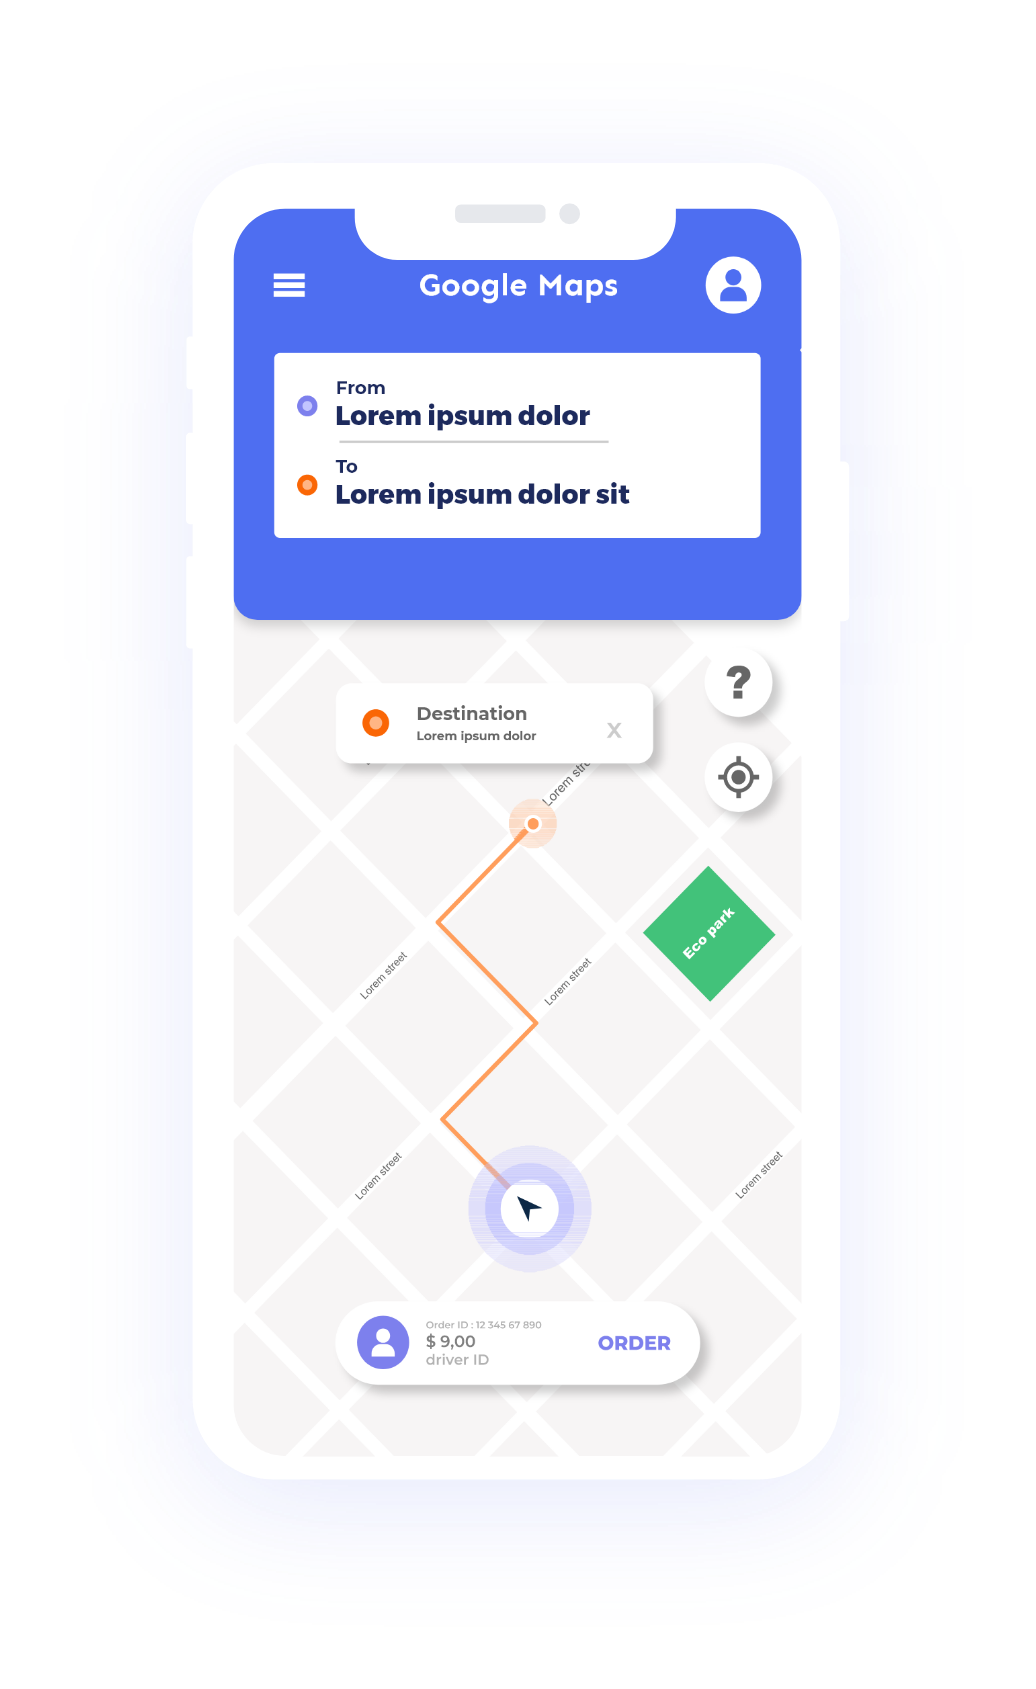 Google Maps
From
Lorem ipsum dolor
To
Lorem ipsum dolor sit
?
Destination
Lorem ipsum dolor
X
Lorem stre
Eco park
Lorem street
Lorem street
Lorem street
Lorem street
Order ID : 12 345 67 890
$ 9,00
driver ID
ORDER